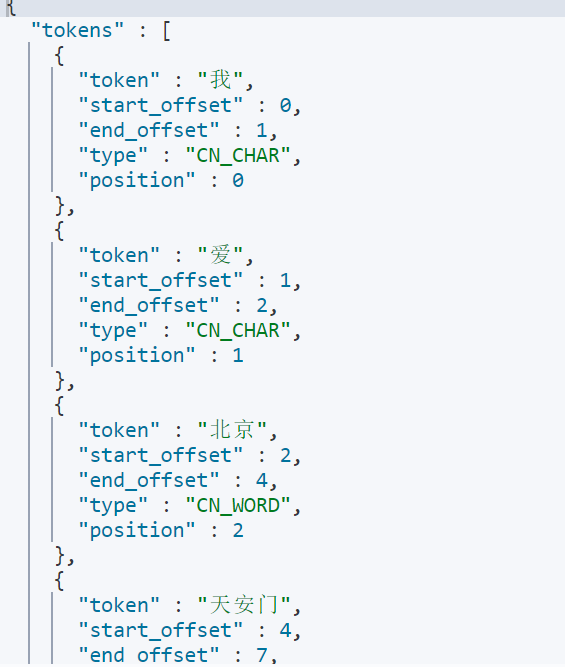 {
"tokens" : [
{
"token" : "我",
"start_offset" : 0,
"end_offset" : 1,
"type" : "CN_CHAR",
"position" : 0
},
{
"token" : "爱",
"start_offset" : 1,
"end_offset" : 2,
"type" : "CN_CHAR",
"position" : 1
},
{
"token" : "北京",
"start_offset" : 2,
"end_offset" : 4,
"type" : "CN_WORD",
"position" : 2
},
{
"token" : "天安门",
"start_offset" : 4,
"end_offset" : 7,